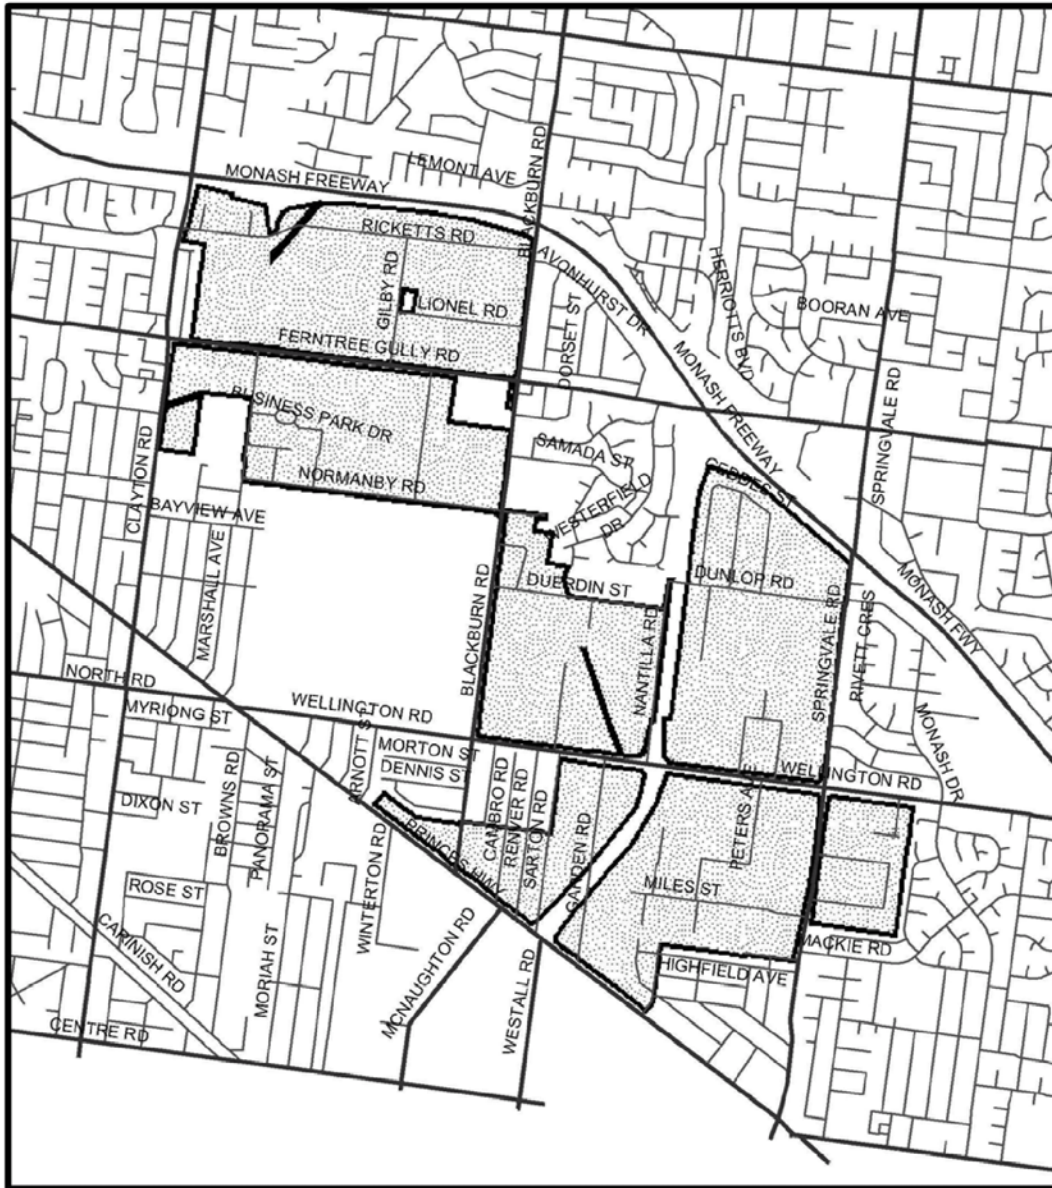 LEMONT AVE
MONASH FREEWAY
BLACKBURN RD
RICKETTS RD
AVONHURST DR
HERRIOTTS BVD
GILBY RD
LIONEL RD
BOORAN AVE
DORSET ST
FERNTREE GULLY RD
MONASH FREEWAY
SPRINGVALE RD
BUSINESS PARK DR
SAMADA ST
CLAYTON RD
NORMANBY RD
GEDDES ST
BAYVIEW AVE
WESTERFIELD
DR
MARSHALL AVE
DUERDIN ST
DUNLOP RD
MONASH FWY
BLACKBURN RD
NANTILLA RD
SPRINGVALE RD
RIVETT CRES
NORTH RD
WELLINGTON RD
MYRIONG ST
ARNOTT ST
MORTON ST
DENNIS ST
MONASH DR
WELLINGTON RD
DIXON ST
BROWNS RD
PANORAMA ST
CAMBRO RD
RENVER RD
SARTON RD
GARDEN RD
PETERS AVE
PRINCES HWY
ROSE ST
WINTERTON RD
MILES ST
CARINISH RD
MORIAH ST
MCNAUGHTON RD
WESTALL RD
MACKIE RD
HIGHFIELD AVE
CENTRE RD